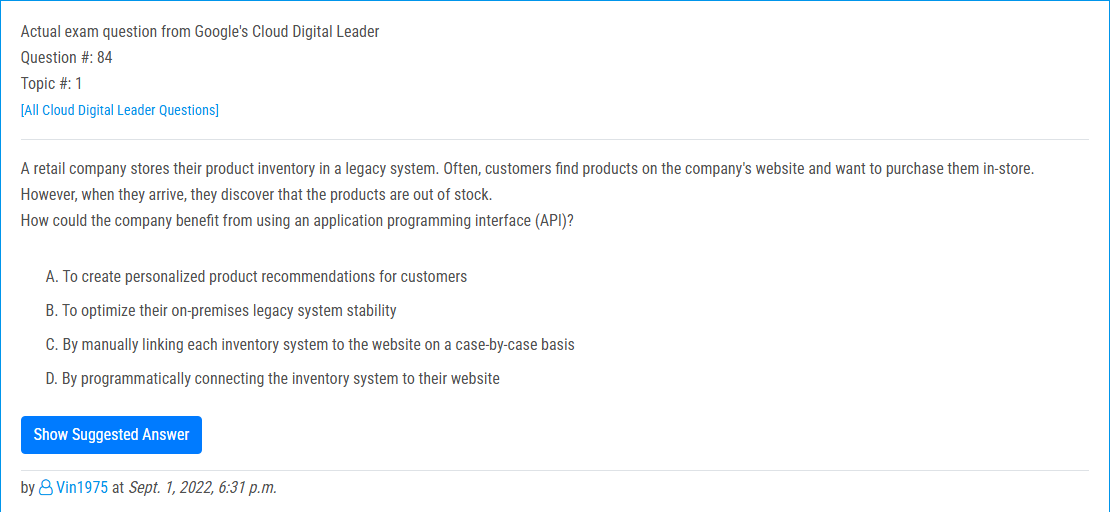 Actual exam question from Google's Cloud Digital Leader
Question #: 84
Topic #: 1
[All Cloud Digital Leader Questions]
A retail company stores their product inventory in a legacy system. Often, customers find products on the company's website and want to purchase them in-store.
However, when they arrive, they discover that the products are out of stock.
How could the company benefit from using an application programming interface (API)?
A. To create personalized product recommendations for customers
B. To optimize their on-premises legacy system stability
C. By manually linking each inventory system to the website on a case-by-case basis
D. By programmatically connecting the inventory system to their website
Show Suggested Answer
by Vin1975 at Sept. 1, 2022, 6:31 p.m.